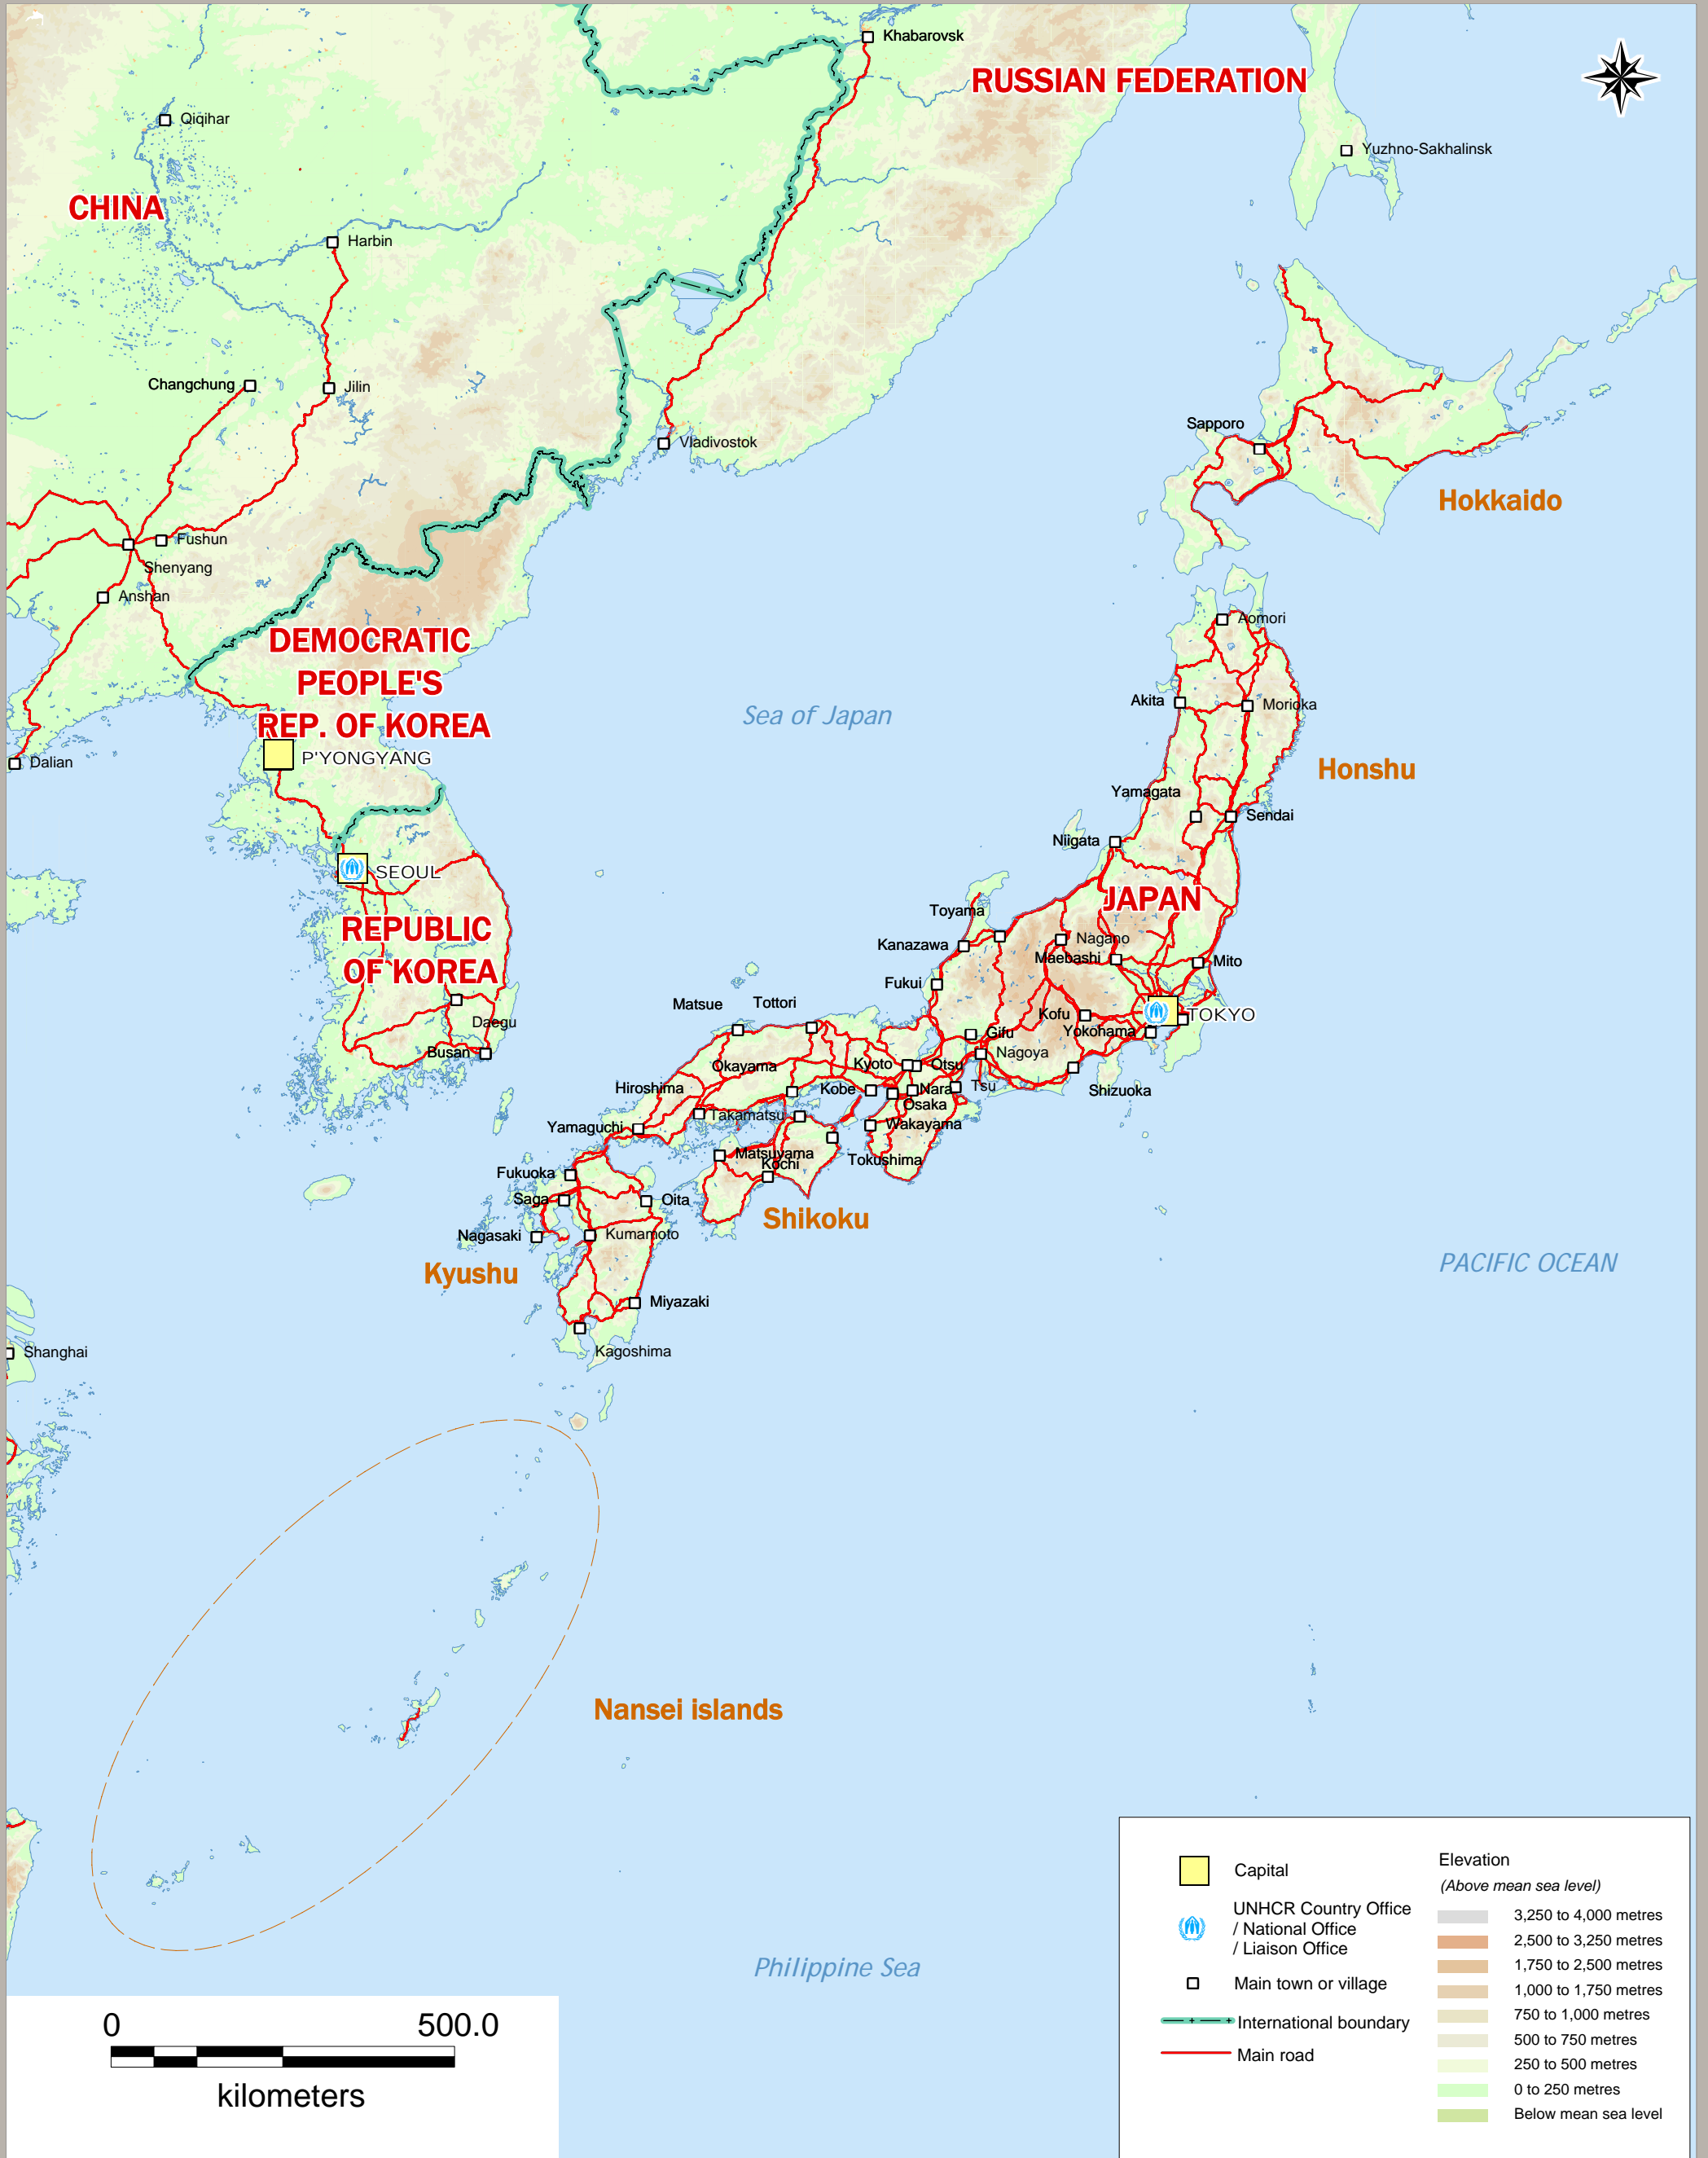 Khabarovsk
RUSSIAN FEDERATION
Qiqihar
Yuzhno-Sakhalinsk
CHINA
Harbin
Changchung
Jilin
Sapporo
Vladivostok
Hokkaido
Fushun
Shenyang
Anshan
Aomori
DEMOCRATIC
PEOPLE'S
REP. OF KOREA
Akita
Morioka
Sea of Japan
P'YONGYANG
Dalian
Honshu
Yamagata
Sendai
Niigata
SEOUL
JAPAN
Toyama
REPUBLIC
OF KOREA
Kanazawa
Nagano
Maebashi
Mito
Fukui
Matsue
Tottori
Kofu
TOKYO
Daegu
Yokohama
Gifu
Busan
Nagoya
Okayama
Kyoto
Otsu
Hiroshima
Kobe
Nara
Tsu
Shizuoka
Osaka
Takamatsu
Yamaguchi
Wakayama
Matsuyama
Kochi
Tokushima
Fukuoka
Saga
Oita
Shikoku
Nagasaki
Kumamoto
PACIFIC OCEAN
Kyushu
Miyazaki
Kagoshima
Shanghai
Nansei islands
Philippine Sea
0 500.0
kilometers
Capital
UNHCR Country Office
/ National Office
/ Liaison Office
Main town or village
International boundary
Main road
Elevation
(Above mean sea level)
3,250 to 4,000 metres
2,500 to 3,250 metres
1,750 to 2,500 metres
1,000 to 1,750 metres
750 to 1,000 metres
500 to 750 metres
250 to 500 metres
0 to 250 metres
Below mean sea level